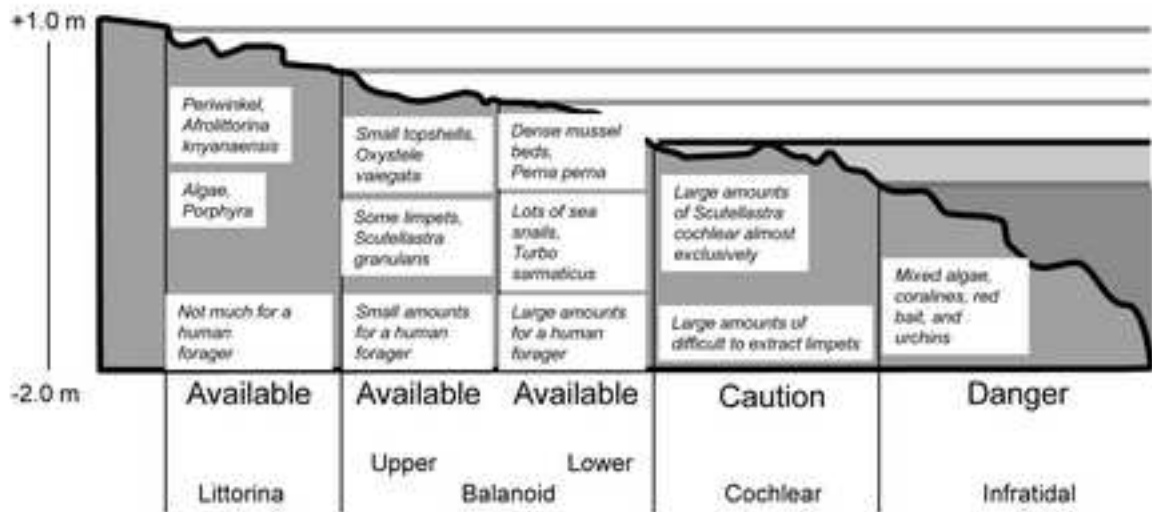 +1.0 m
Periwinkel,
Afrolittorina
knyanaensis
Algae,
Porphyra
Not much for a
human
forager
Small topshells,
Oxystele
vaiegata
Some limpets,
Scutellastra
granularis
Small amounts
for a human
forager
Dense mussel
beds,
Perna perna
Lots of sea
snails,
Turbo
sarmaticus
Large amounts
for a human
forager
Large amounts
of Scutellastra
cochlear almost
exclusively
Large amounts of
difficult to extract limpets
Mixed algae,
coralines, red
bait, and
urchins
-2.0 m
Available Available Available Caution Danger
Upper Lower
Littorina Balanoid Cochlear Infratidal